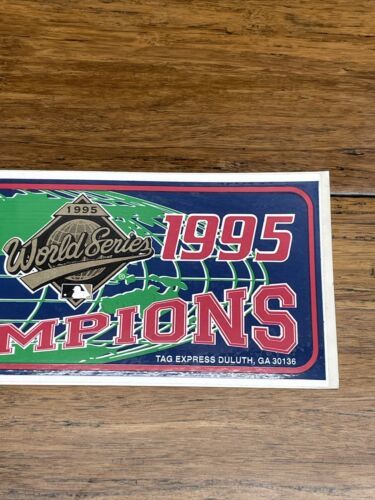 1995
World Series
1995
MPIONS
TAG EXPRESS DULUTH, GA 30136